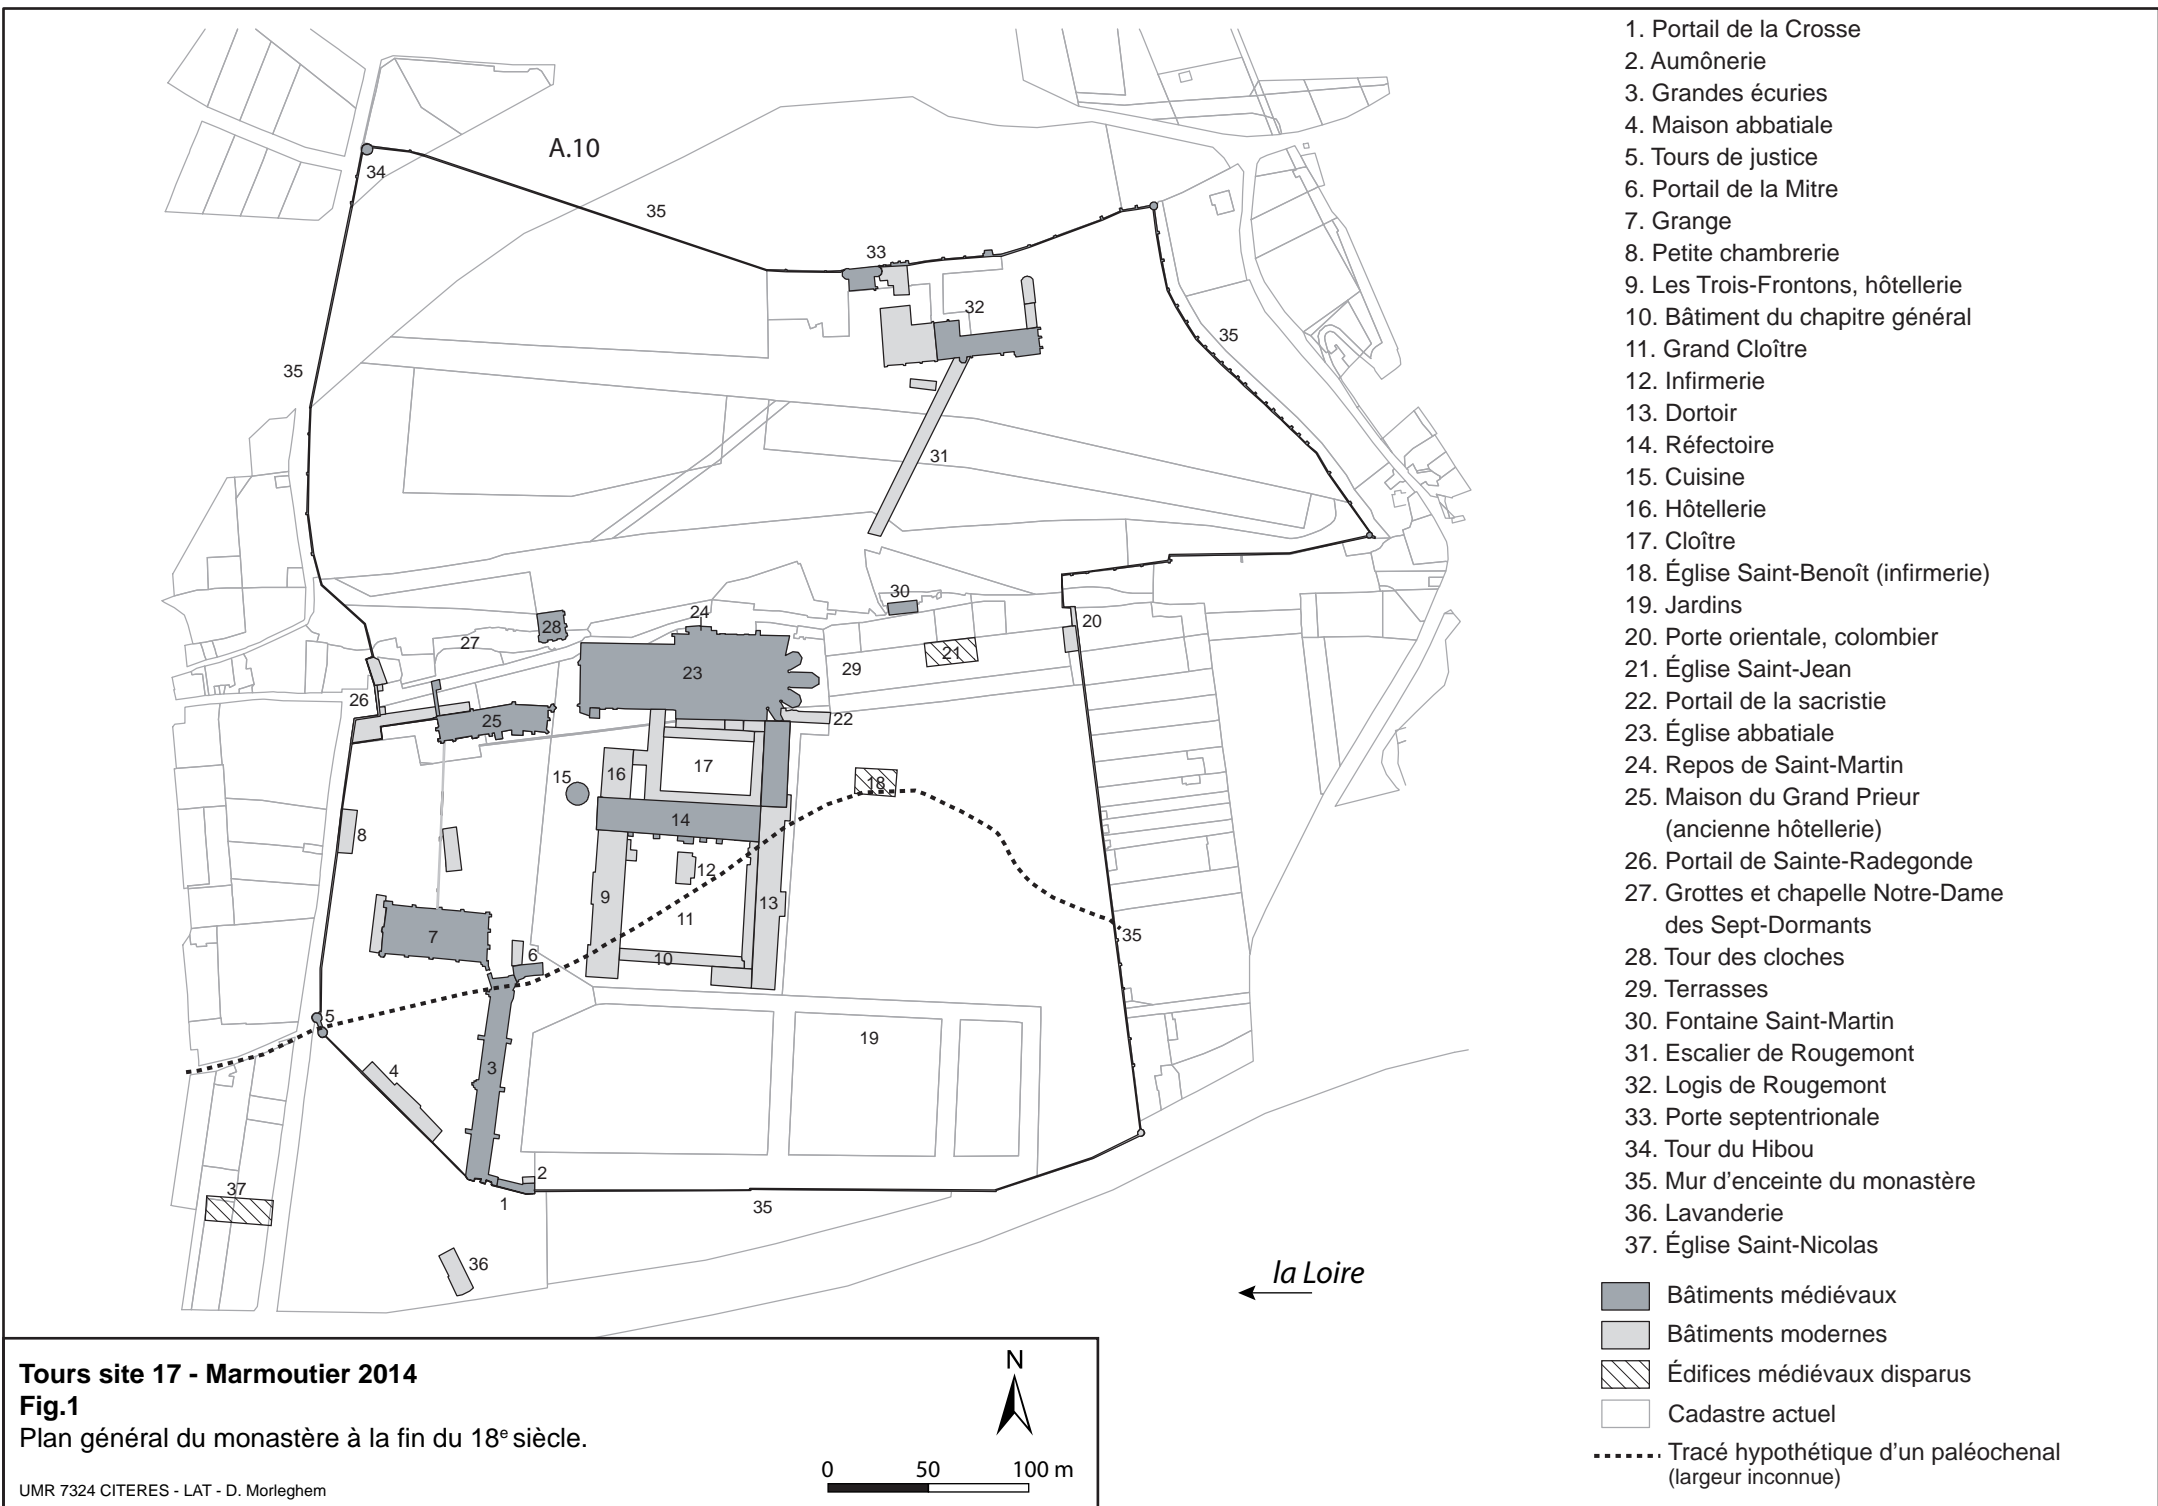 A.10
34
35
33
32
35
35
31
30
24
28
27
20
21
23
29
26
25
22
17
16
15
18
14
8
12
9
13
11
7
35
6
10
5
19
4
3
2
37
1
35
36
la Loire
1. Portail de la Crosse
2. Aumônerie
3. Grandes écuries
4. Maison abbatiale
5. Tours de justice
6. Portail de la Mitre
7. Grange
8. Petite chambrerie
9. Les Trois-Frontons, hôtellerie
10. Bâtiment du chapitre général
11. Grand Cloître
12. Infirmerie
13. Dortoir
14. Réfectoire
15. Cuisine
16. Hôtellerie
17. Cloître
18. Église Saint-Benoît (infirmerie)
19. Jardins
20. Porte orientale, colombier
21. Église Saint-Jean
22. Portail de la sacristie
23. Église abbatiale
24. Repos de Saint-Martin
25. Maison du Grand Prieur
(ancienne hôtellerie)
26. Portail de Sainte-Radegonde
27. Grottes et chapelle Notre-Dame
des Sept-Dormants
28. Tour des cloches
29. Terrasses
30. Fontaine Saint-Martin
31. Escalier de Rougemont
32. Logis de Rougemont
33. Porte septentrionale
34. Tour du Hibou
35. Mur d’enceinte du monastère
36. Lavanderie
37. Église Saint-Nicolas
Bâtiments médiévaux
Bâtiments modernes
Édifices médiévaux disparus
Cadastre actuel
Tracé hypothétique d’un paléochenal
(largeur inconnue)
Tours site 17 - Marmoutier 2014
Fig.1
Plan général du monastère à la fin du 18e siècle.
UMR 7324 CITERES - LAT - D. Morleghem
N
0 50 100 m